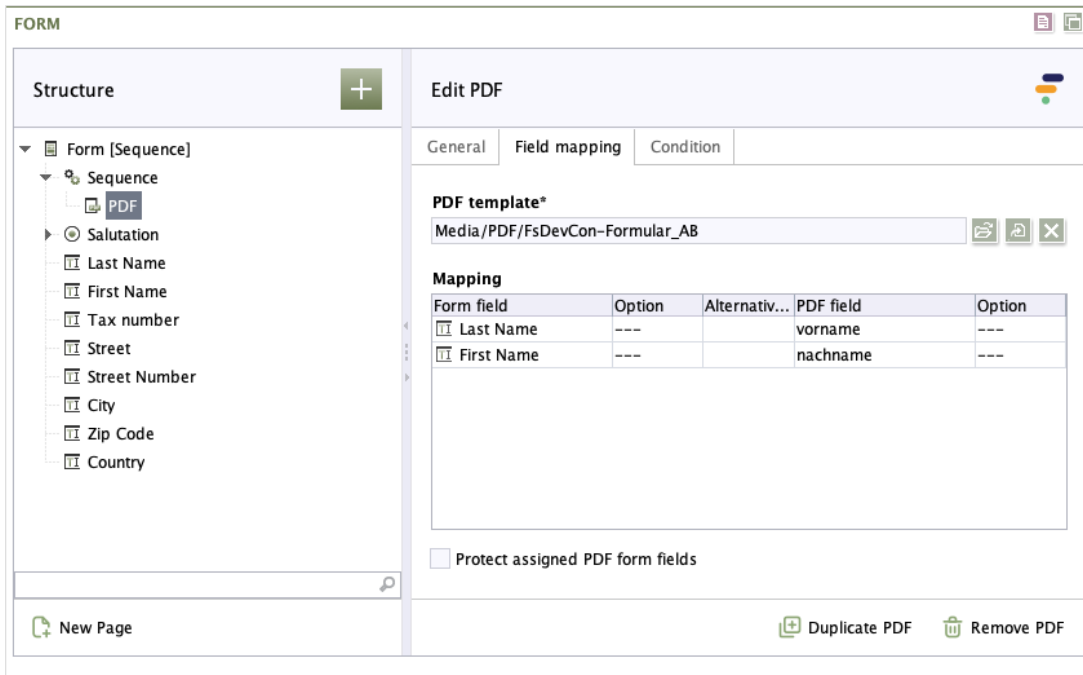 FORM
Structure
Form [Sequence]
Sequence
PDF
Salutation
Last Name
First Name
Tax number
Street
Street Number
City
Zip Code
Country
New Page
Edit PDF
General Field mapping Condition
PDF template*
Media/PDF/FsDevCon-Formular_AB
Mapping
Form field Option Alternativ... PDF field Option
Last Name --- vorname ---
First Name --- nachname ---
Protect assigned PDF form fields
Duplicate PDF Remove PDF